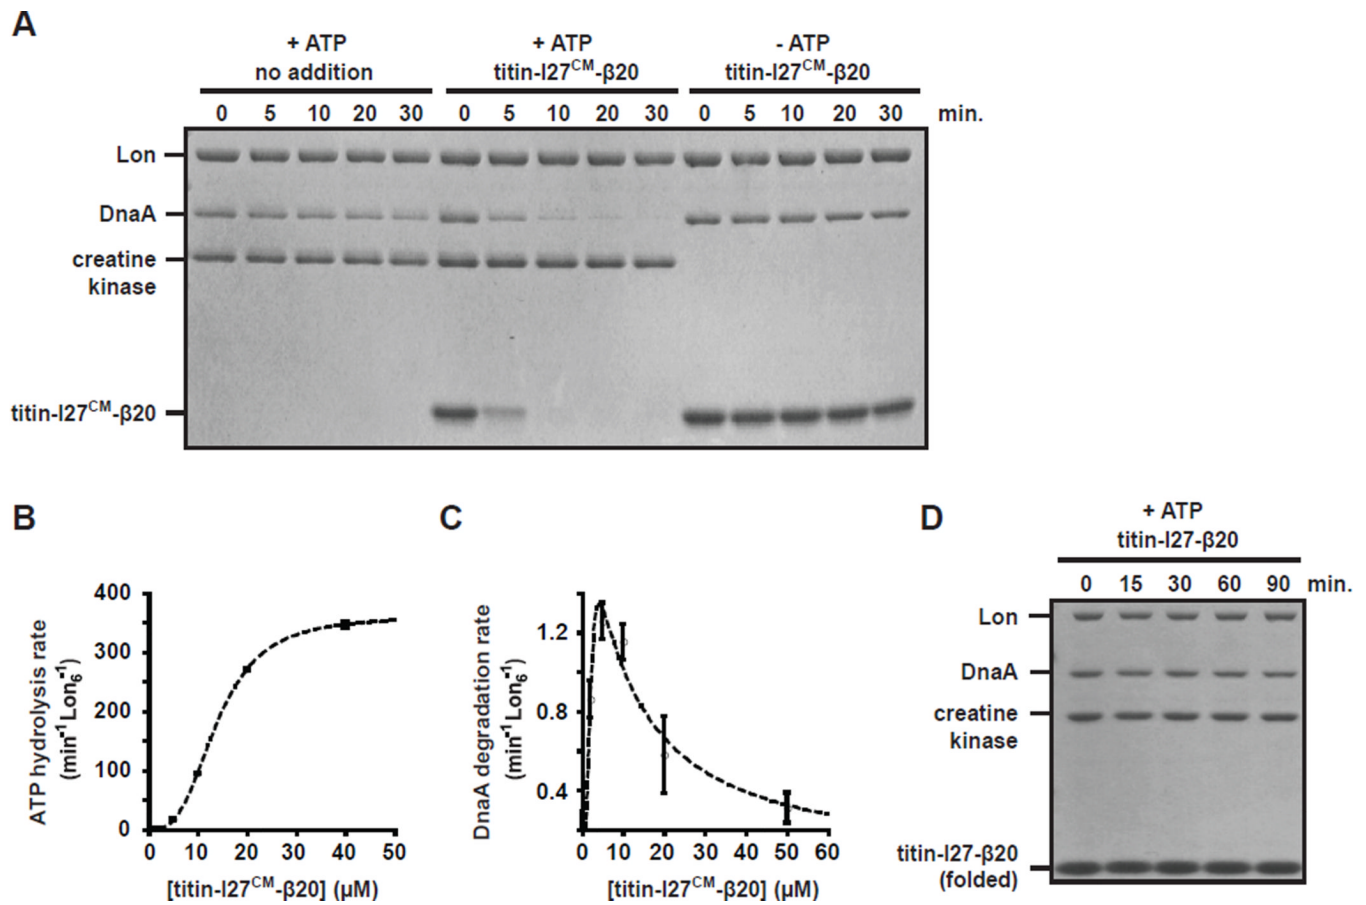 A
+ ATP
no addition
+ ATP
titin-I27CM-β20
- ATP
titin-I27CM-β20
0 5 10 20 30 0 5 10 20 30 0 5 10 20 30 min.
Lon
DnaA
creatine
kinase
titin-I27CM-β20
B
ATP hydrolysis rate
(min-1Lon6-1)
400
300
200
100
0
0 10 20 30 40 50
[titin-I27CM-β20] (μM)
C
DnaA degradation rate
(min-1Lon6-1)
1.2
0.8
0.4
0 10 20 30 40 50 60
[titin-I27CM-β20] (μM)
D
+ ATP
titin-I27-β20
0 15 30 60 90 min.
Lon
DnaA
creatine
kinase
titin-I27-β20
(folded)